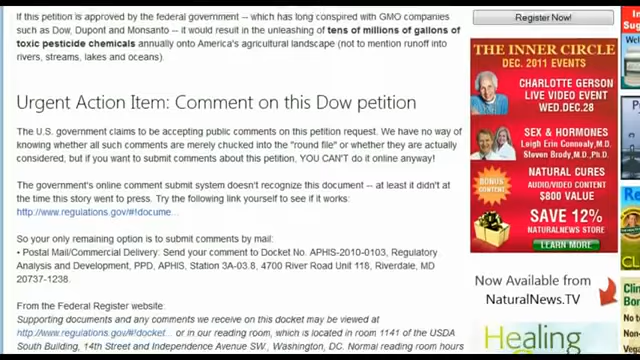 If this petition is approved by the federal government -- which has long conspired with GMO companies
such as Dow, Dupont and Monsanto -- it would result in the unleashing of tens of millions of gallons of
toxic pesticide chemicals annually onto America's agricultural landscape (not to mention runoff into
rivers, streams, lakes and oceans).
Urgent Action Item: Comment on this Dow petition
The U.S. government claims to be accepting public comments on this petition request. We have no way of
knowing whether all such comments are merely chucked into the "round file" or whether they are actually
considered, but if you want to submit comments about this petition, YOU CAN'T do it online anyway!
The government's online comment submit system doesn't recognize this document -- at least it didn't at
the time this story went to press. Try the following link yourself to see if it works:
http://www.regulations.gov/#!docume...
So your only remaining option is to submit comments by mail:
• Postal Mail/Commercial Delivery: Send your comment to Docket No. APHIS-2010-0103, Regulatory
Analysis and Development, PPD, APHIS, Station 3A-03.8, 4700 River Road Unit 118, Riverdale, MD
20737-1238.
From the Federal Register website:
Supporting documents and any comments we receive on this docket may be viewed at
http://www.regulations.gov/#!docket... or in our reading room, which is located in room 1141 of the USDA
South Building, 14th Street and Independence Avenue SW., Washington, DC. Normal reading room hours
Register Now!
THE INNER CIRCLE
DEC. 2011 EVENTS
CHARLOTTE GERSON
LIVE VIDEO EVENT
WED.DEC.28
SEX & HORMONES
Leigh Erin Connealy,M.D.
Steven Brody,M.D.,Ph.D.
BONUS
CONTENT
NATURAL CURES
AUDIO/VIDEO CONTENT
$800 VALUE
SAVE 12%
NATURALNEWS STORE
LEARN MORE
Now Available from
NaturalNews.TV
Healing